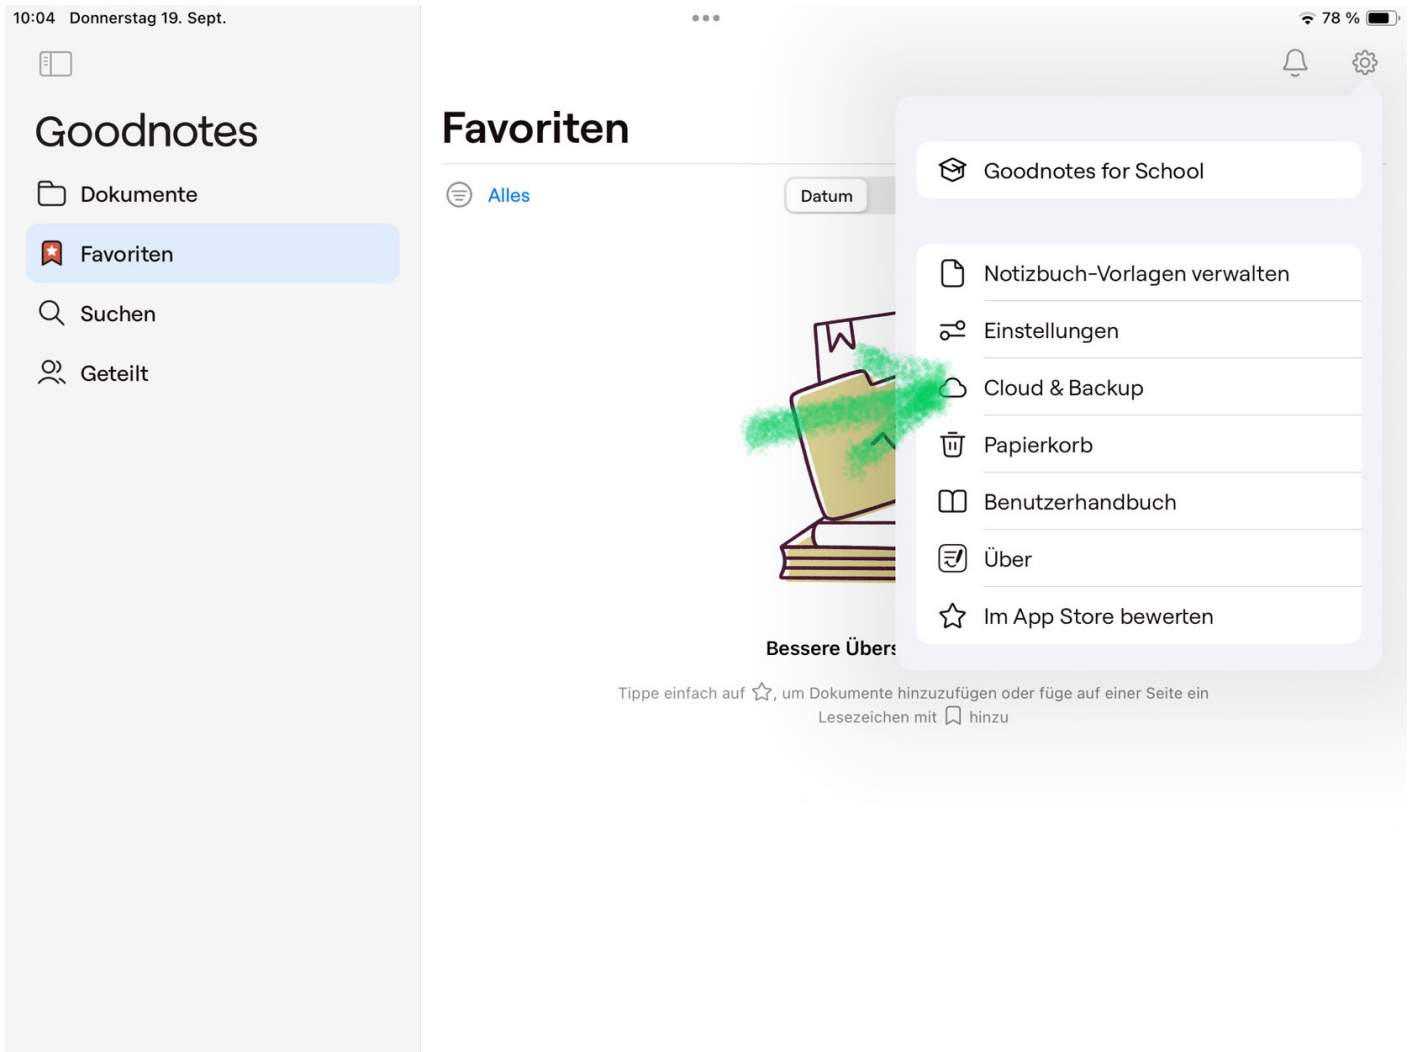 10:04 Donnerstag 19. Sept.
78 %
Goodnotes
Dokumente
Favoriten
Suchen
Geteilt
Favoriten
Alles
Datum
Goodnotes for School
Notizbuch-Vorlagen verwalten
Einstellungen
Cloud & Backup
Papierkorb
Benutzerhandbuch
Über
Im App Store bewerten
Bessere
Tippe einfach auf , um Dokumente hinzuzufügen oder füge auf einer Seite ein
Lesezeichen mit hinzu